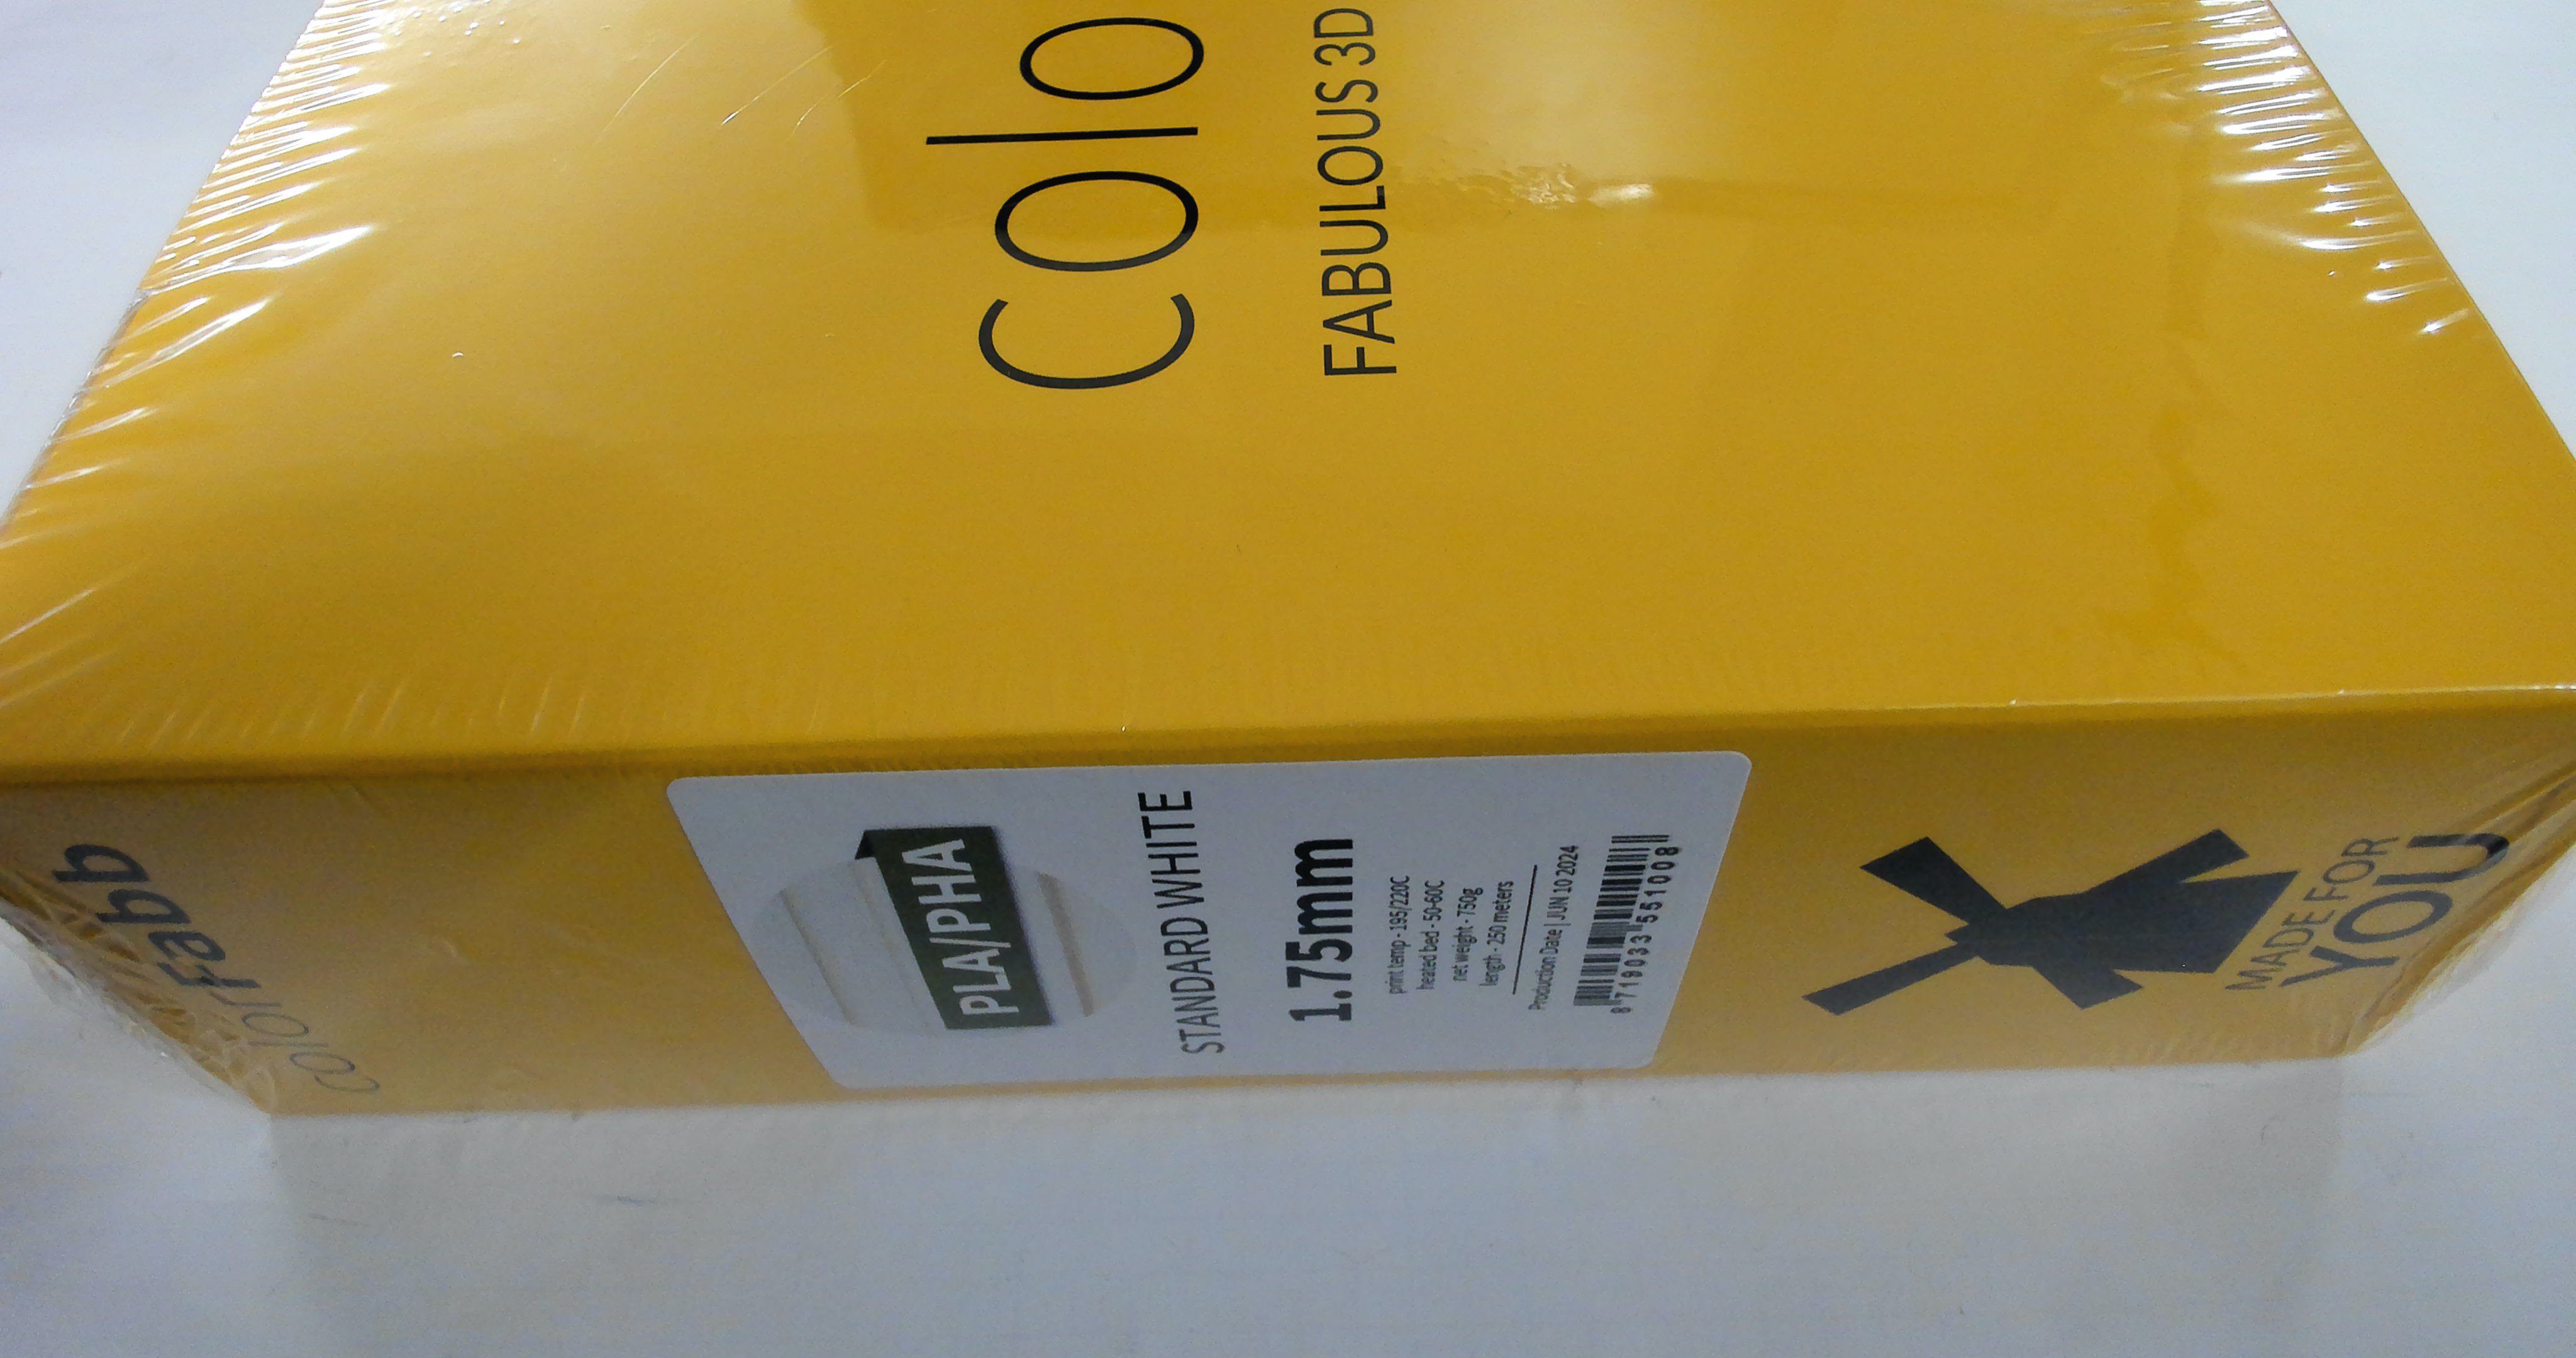 colo
FABULOUS 3D
colorFabb
PLA/PHA
STANDARD WHITE
1.75mm
print temp - 195/220C
heated bed - 50-60C
net weight - 750g
length - 250 meters
Production Date | JUN 10 2024
8 719033 551008
MADE FOR
YOU